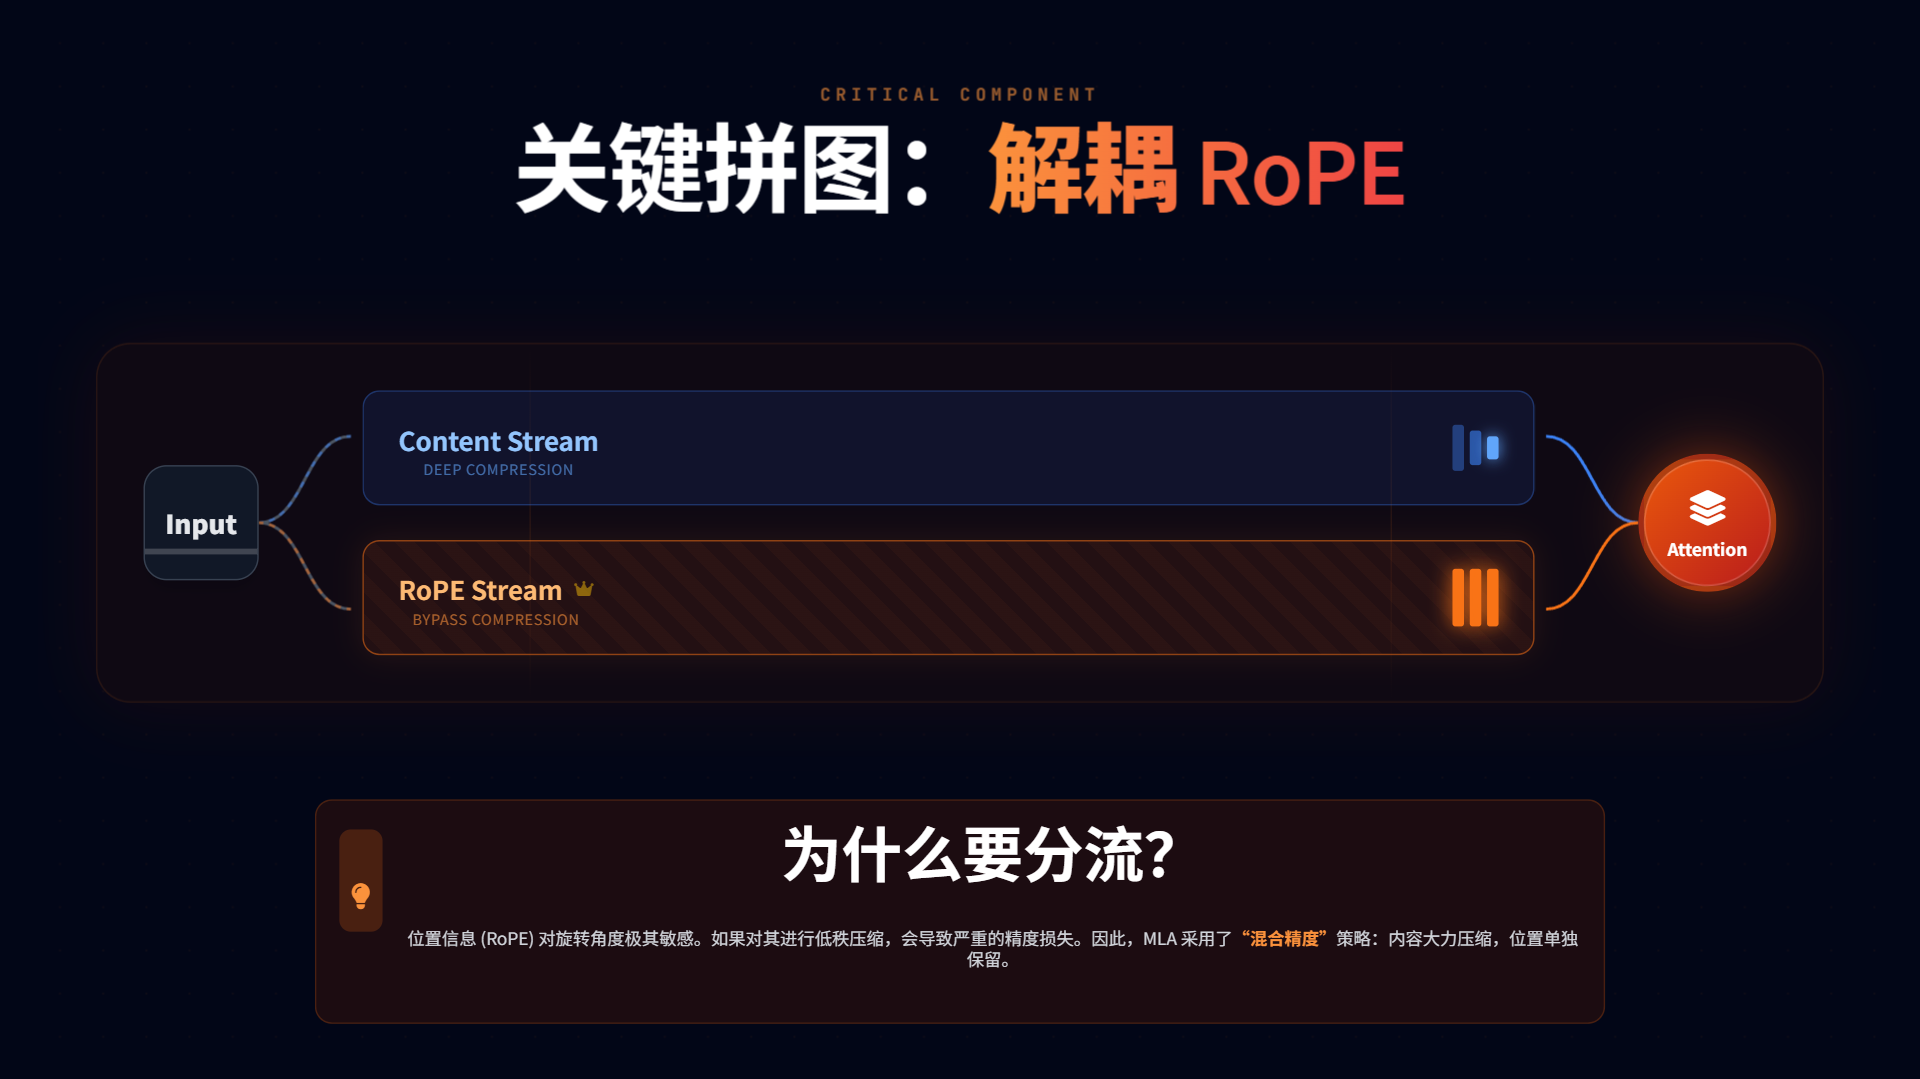 CRITICAL COMPONENT
关键拼图：解耦 RoPE
Input
Content Stream
DEEP COMPRESSION
RoPE Stream
BYPASS COMPRESSION
Attention
为什么要分流？
位置信息 (RoPE) 对旋转角度极其敏感。如果对其进行低秩压缩，会导致严重的精度损失。因此，MLA 采用了“混合精度”策略：内容大力压缩，位置单独
保留。